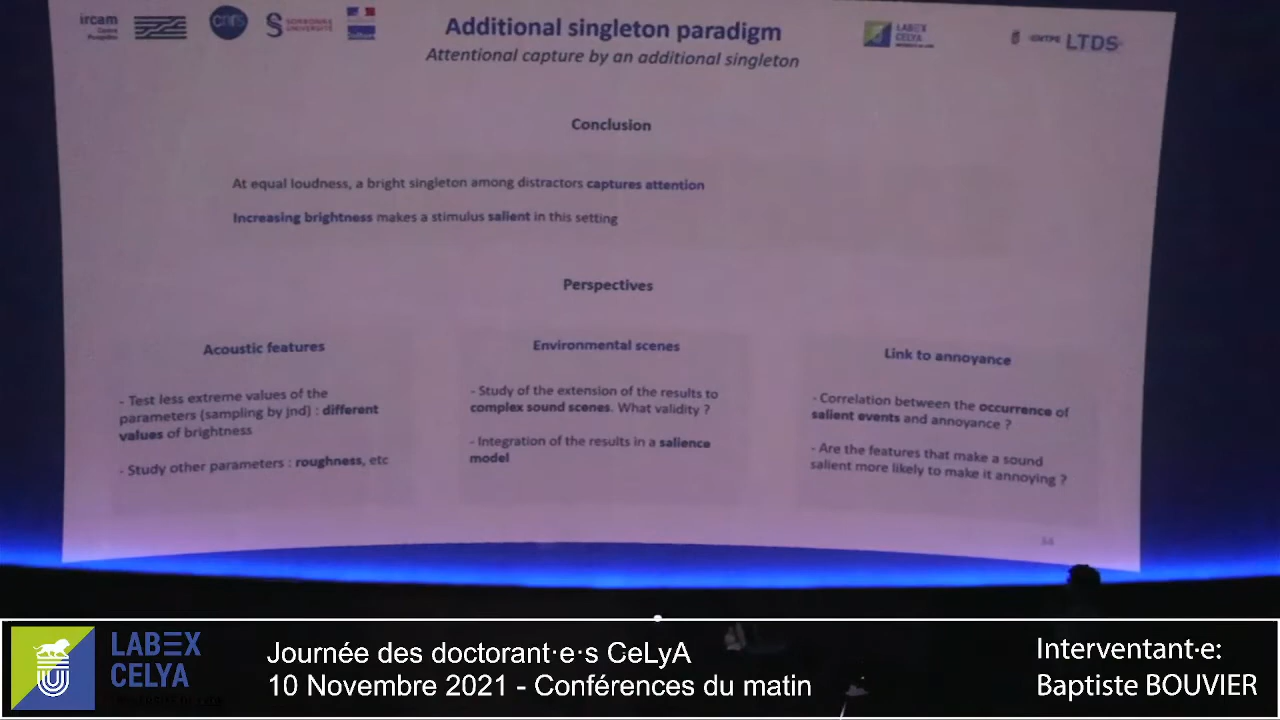 ircam
Centre
Pompidou
cnrs
SORBONNE
UNIVERSITÉ
Additional singleton paradigm
Attentional capture by an additional singleton
LABEX
CELYA
ENTPE LTDS
Conclusion
At equal loudness, a bright singleton among distractors captures attention
Increasing brightness makes a stimulus salient in this setting
Perspectives
Acoustic features
- Test less extreme values of the
parameters (sampling by jnd) : different
values of brightness
- Study other parameters : roughness, etc
Environmental scenes
- Study of the extension of the results to
complex sound scenes. What validity ?
- Integration of the results in a salience
model
Link to annoyance
- Correlation between the occurrence of
salient events and annoyance ?
- Are the features that make a sound
salient more likely to make it annoying ?
LABEX
CELYA
Journée des doctorant·e·s CeLyA
10 Novembre 2021 - Conférences du matin
Interventant·e:
Baptiste BOUVIER